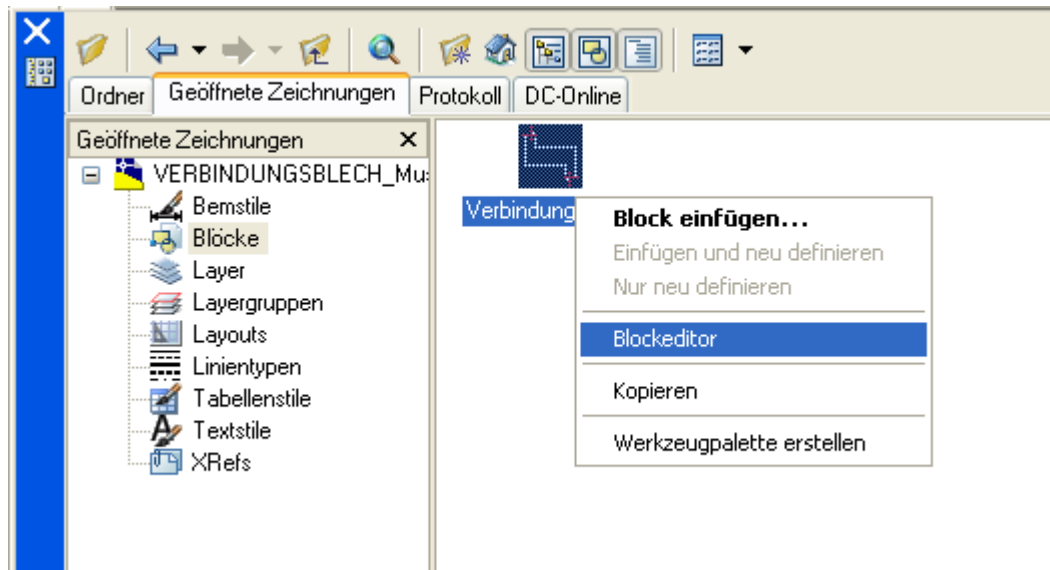 Ordner Geöffnete Zeichnungen Protokoll DC-Online
Geöffnete Zeichnungen
VERBINDUNGSBLECH_Mu
Bemstile
Blöcke
Layer
Layergruppen
Layouts
Linientypen
Tabellenstile
Textstile
XRefs
Verbindung
Block einfügen...
Einfügen und neu definieren
Nur neu definieren
Blockeditor
Kopieren
Werkzeugpalette erstellen